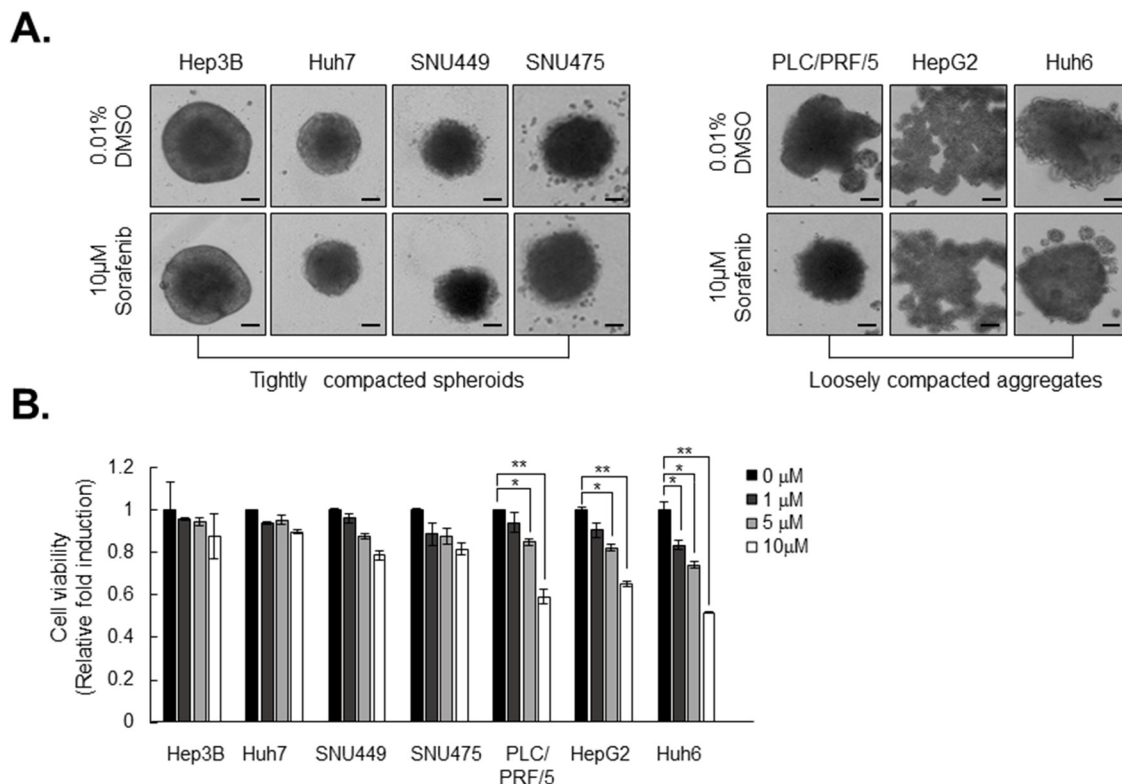 A.
Hep3B Huh7 SNU449 SNU475 PLC/PRF/5 HepG2 Huh6
0.01%
DMSO
0.01%
DMSO
10µM
Sorafenib
10µM
Sorafenib
Tightly compacted spheroids
Loosely compacted aggregates
B.
Cell viability
(Relative fold induction)
1.2
1
0.8
0.6
0.4
0.2
0
** 
*
**
*
**
*
*
0 µM
1 µM
5 µM
10µM
Hep3B Huh7 SNU449 SNU475 PLC/ HepG2 Huh6
PRF/5